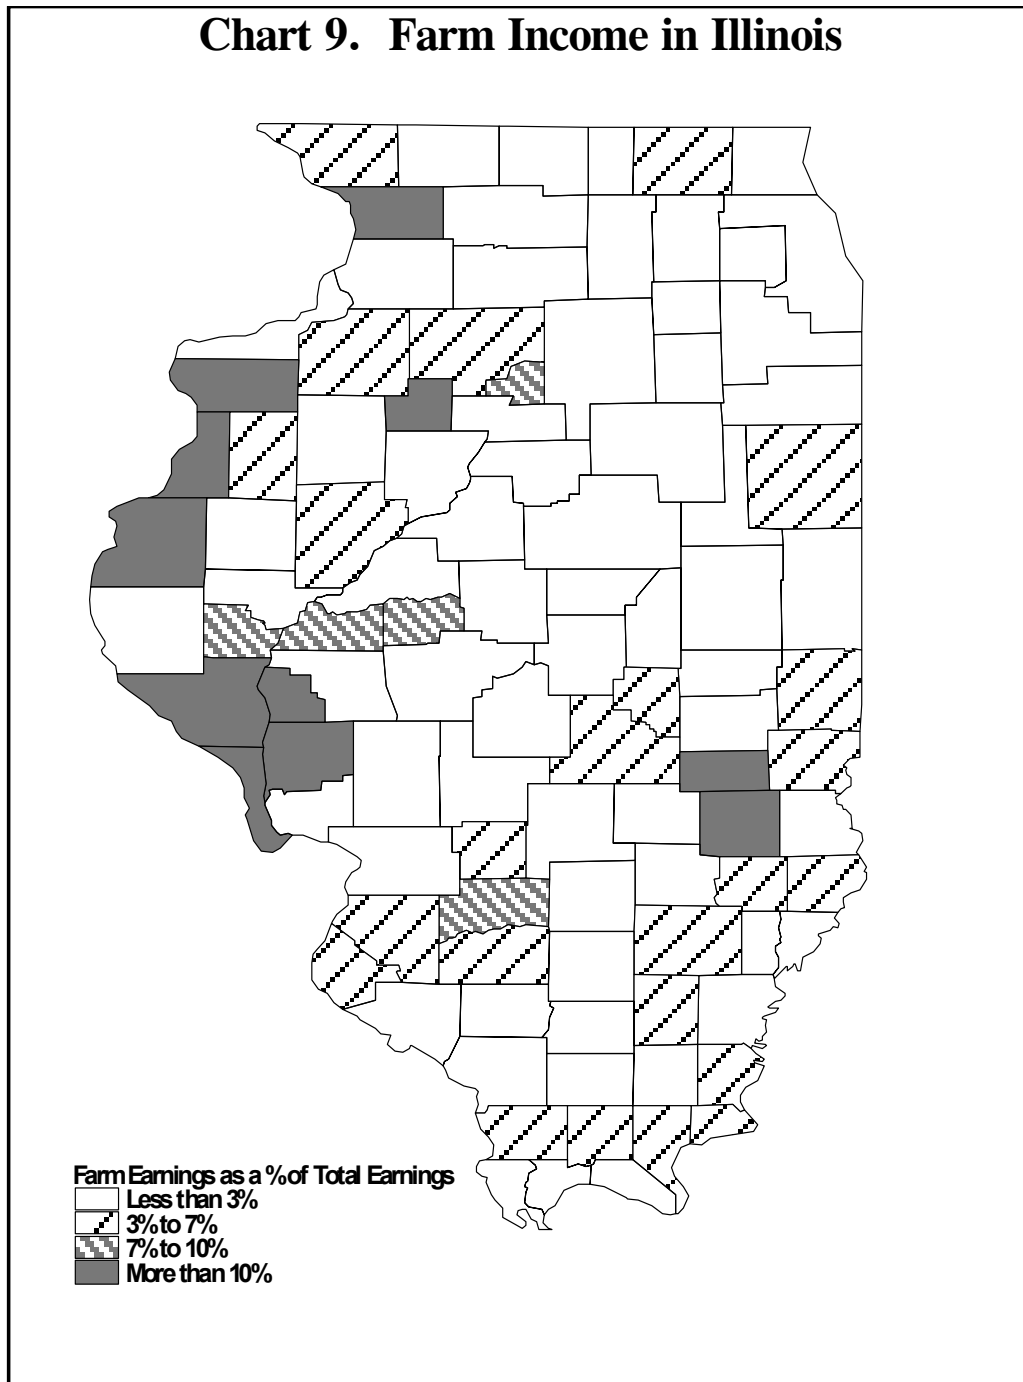 Chart 9. Farm Income in Illinois
Farm Earnings as a % of Total Earnings
Less than 3%
3% to 7%
7% to 10%
More than 10%